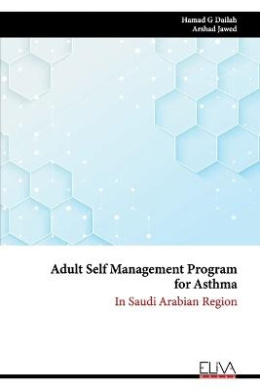 Hamad G Dailah
Arshad Jawed
Adult Self Management Program
for Asthma
In Saudi Arabian Region
ELIVA